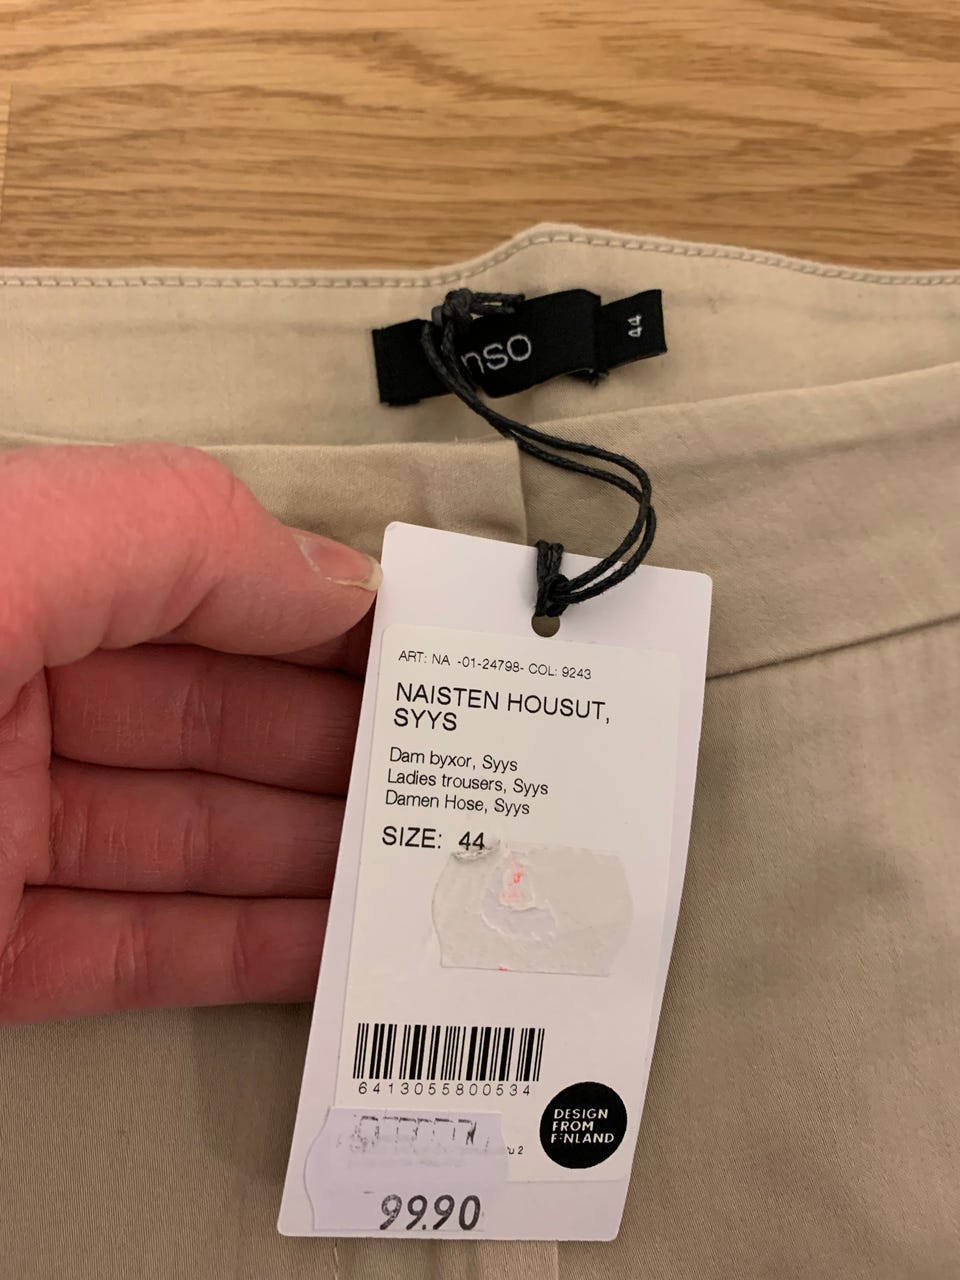 nso
44
ART: NA -01-24798- COL: 9243
NAISTEN HOUSUT,
SYYS
Dam byxor, Syys
Ladies trousers, Syys
Damen Hose, Syys
SIZE: 44
6413055800534
DESIGN
FROM
FINLAND
2
99.90